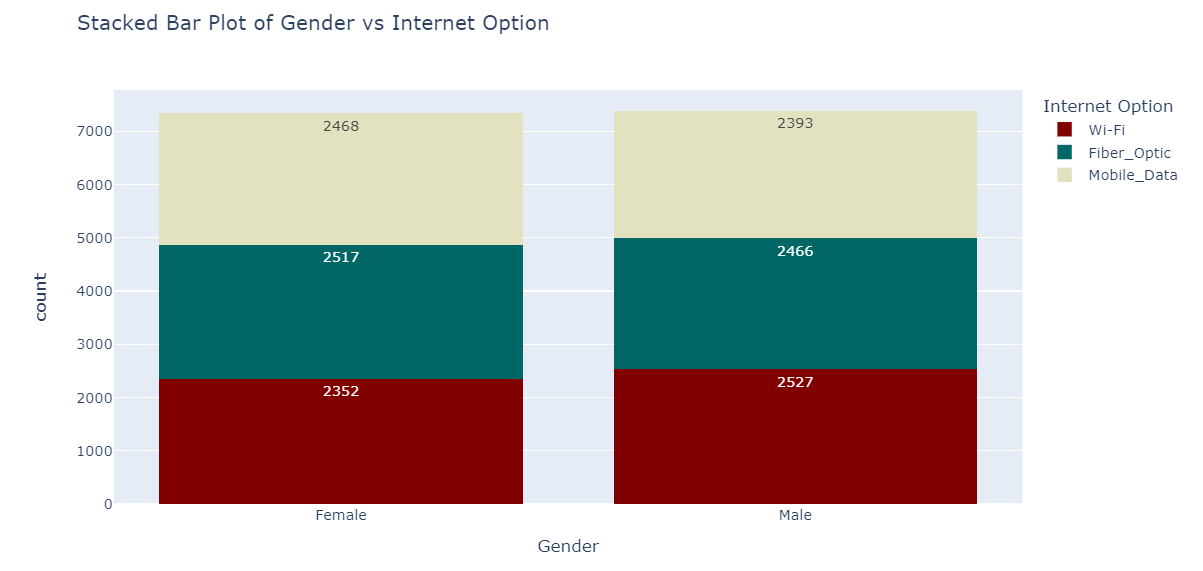 Stacked Bar Plot of Gender vs Internet Option
Internet Option
Wi-Fi
Fiber_Optic
Mobile_Data
count
7000
6000
5000
4000
3000
2000
1000
0
2468
2393
2517
2466
2352
2527
Female
Male
Gender